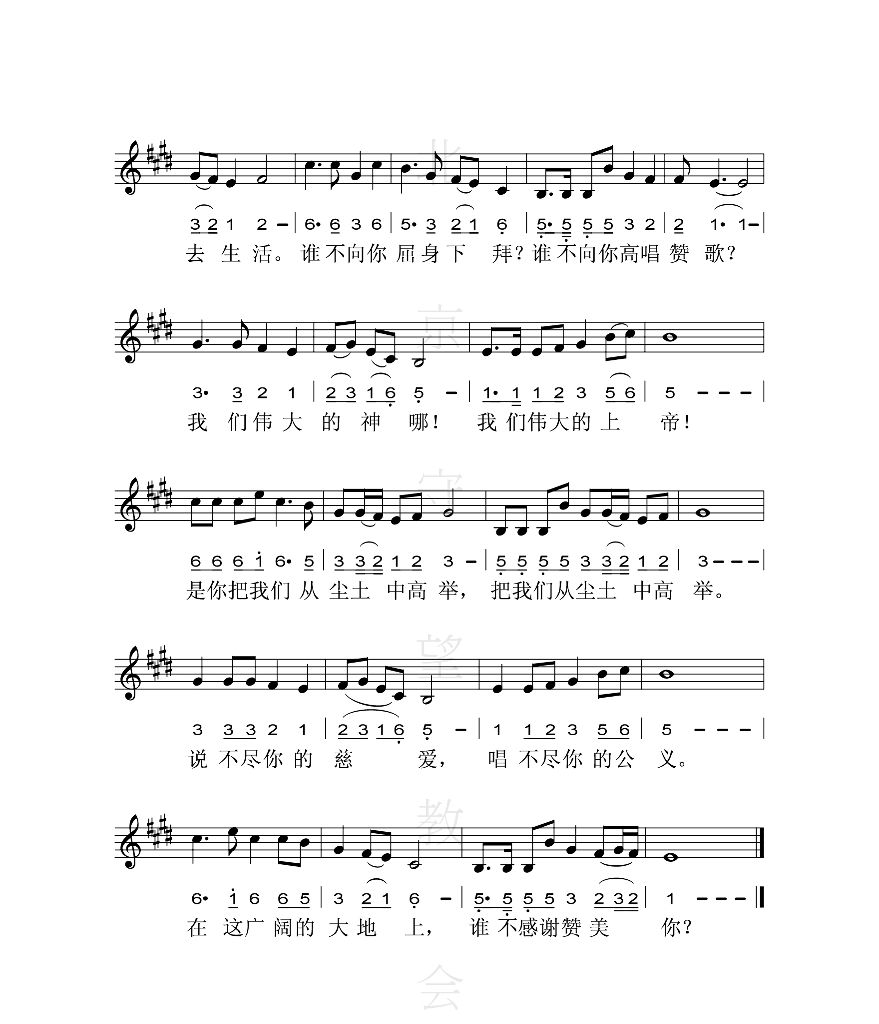 3 2 1 2 – | 6· 6 3 6 | 5· 3 2 1 6 | 5· 5 5 5 3 2 | 2 1· 1– |
去 生 活。 谁 不向你 屈 身 下 拜？谁 不向你高唱 赞 歌？
3· 3 2 1 | 2 3 1 6 5 – | 1· 1 1 2 3 5 6 | 5 – – – |
我 们 伟 大 的 神 哪！ 我 们伟大的 上 帝！
6 6 6 1 6· 5 | 3 3 2 1 2 3 – | 5 5 5 5 3 3 2 1 2 | 3 – – – |
是你把我们 从 尘土 中高 举， 把我们从尘土 中高 举。
3 3 3 2 1 | 2 3 1 6 5 – | 1 1 2 3 5 6 | 5 – – – |
说 不尽你 的 慈 爱， 唱 不尽你 的公 义。
6· 1 6 6 5 | 3 2 1 6 – | 5· 5 5 5 3 2 3 2 | 1 – – – ||
在 这广 阔的 大 地 上， 谁 不感谢赞 美 你？
北京守望教会